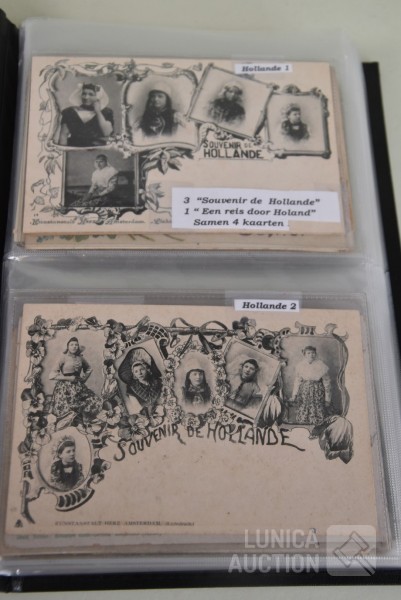 Hollande 1
SOUVENIR DE
HOLLANDE
3 "Souvenir de Hollande"
1 " Een reis door Holand"
Samen 4 kaarten
Hollande 2
SOUVENIR DE HOLLANDE
LUNICA
AUCTION